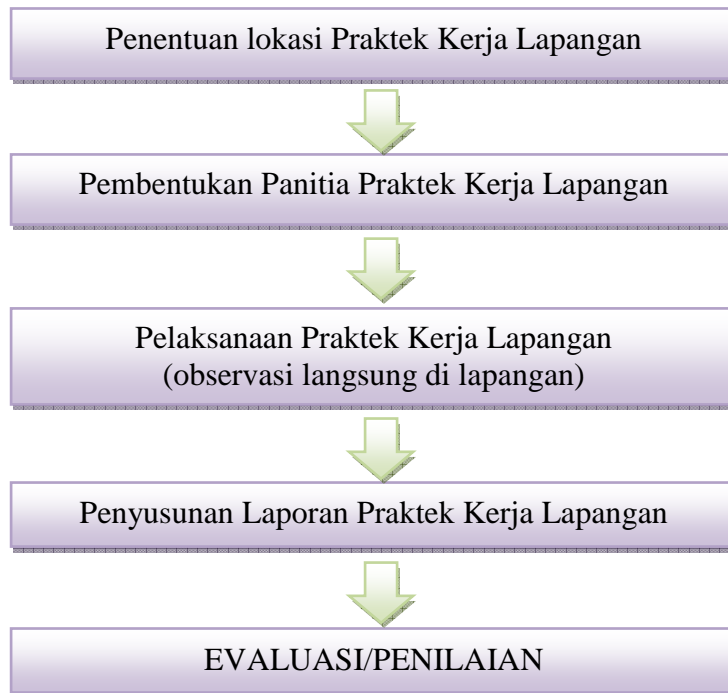 Penentuan lokasi Praktek Kerja Lapangan
Pembentukan Panitia Praktek Kerja Lapangan
Pelaksanaan Praktek Kerja Lapangan
(observasi langsung di lapangan)
Penyusunan Laporan Praktek Kerja Lapangan
EVALUASI/PENILAIAN